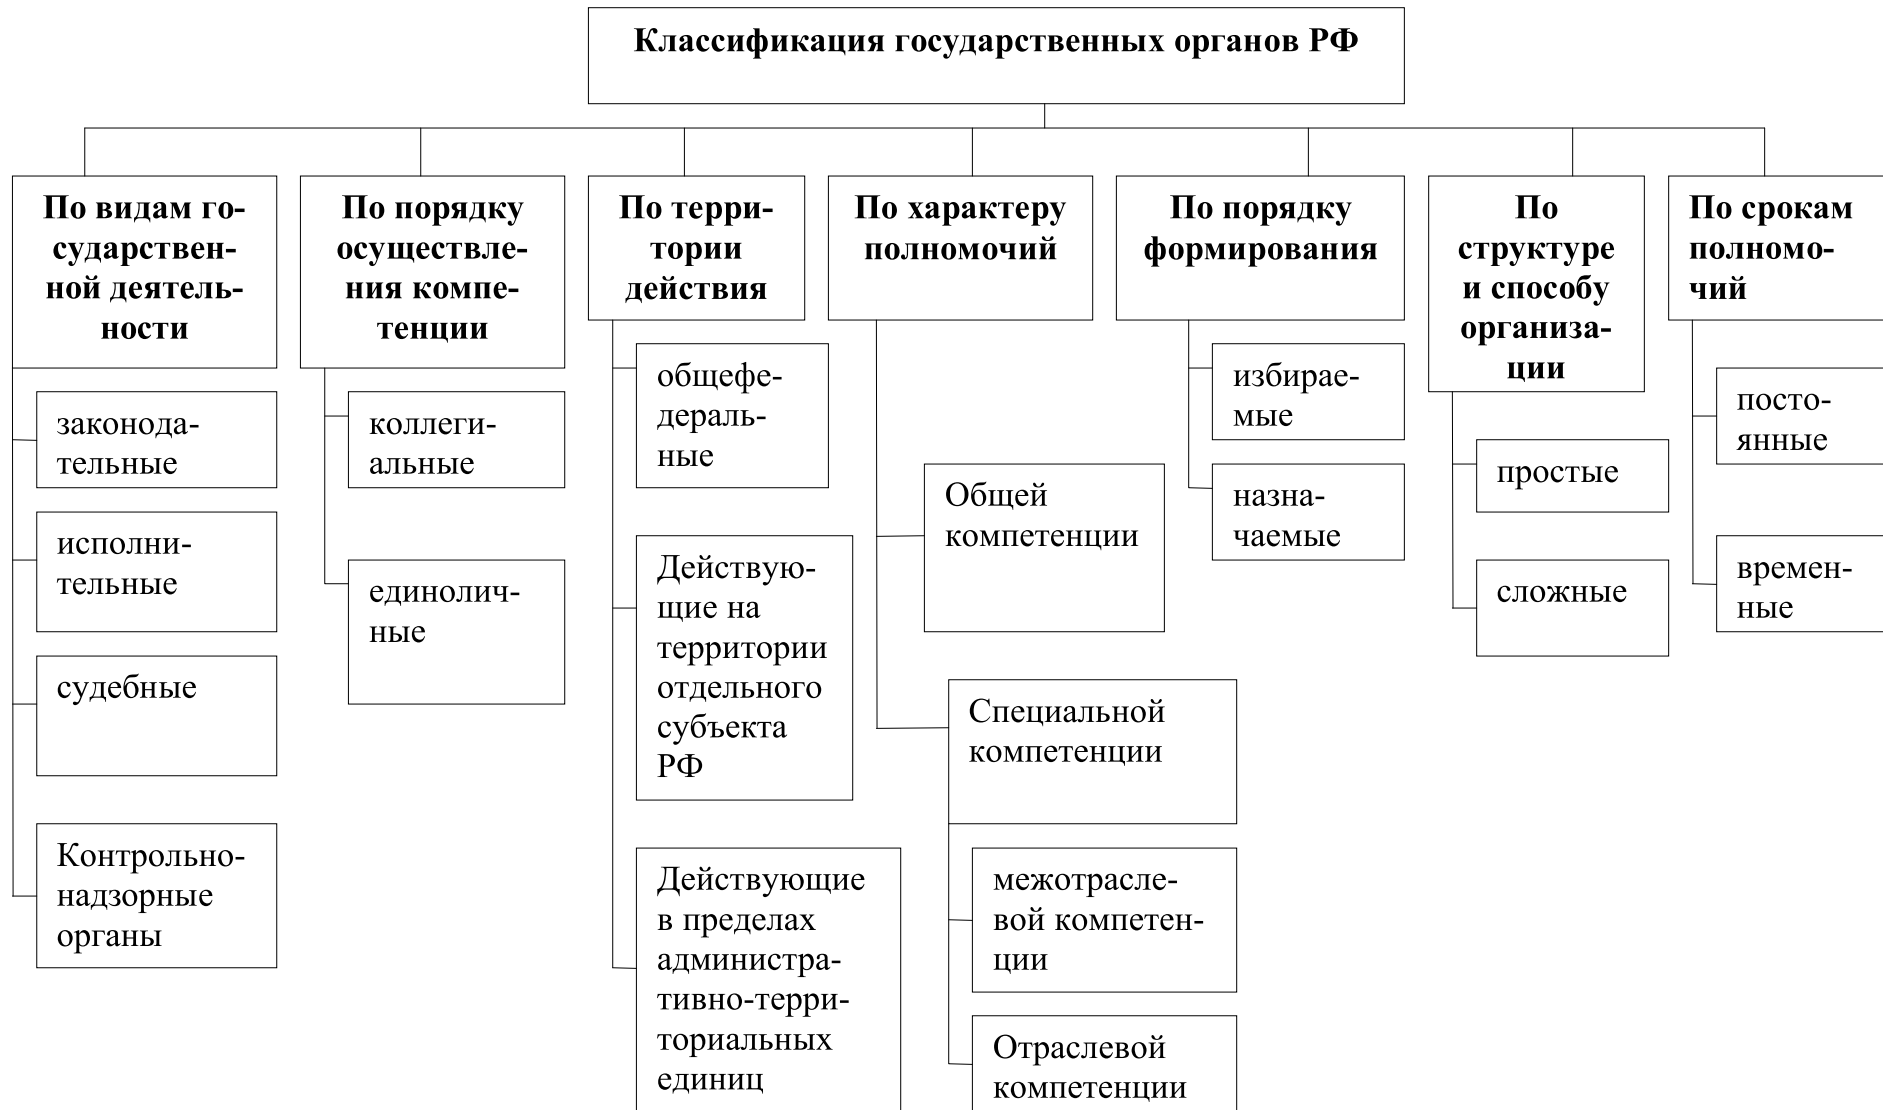 Классификация государственных органов РФ
По видам го-
сударствен-
ной деятель-
ности
законода-
тельные
исполни-
тельные
судебные
Контрольно-
надзорные
органы
По порядку
осуществле-
ния компе-
тенции
коллеги-
альные
единолич-
ные
По терри-
тории
действия
общефе-
дераль-
ные
Действую-
щие на
территории
отдельного
субъекта
РФ
Действующие
в пределах
администра-
тивно-терри-
ториальных
единиц
По характеру
полномочий
Общей
компетенции
Специальной
компетенции
межотрасле-
вой компетен-
ции
Отраслевой
компетенции
По порядку
формирования
избирае-
мые
назна-
чаемые
По
структуре
и способу
организа-
ции
простые
сложные
По срокам
полномо-
чий
посто-
янные
времен-
ные